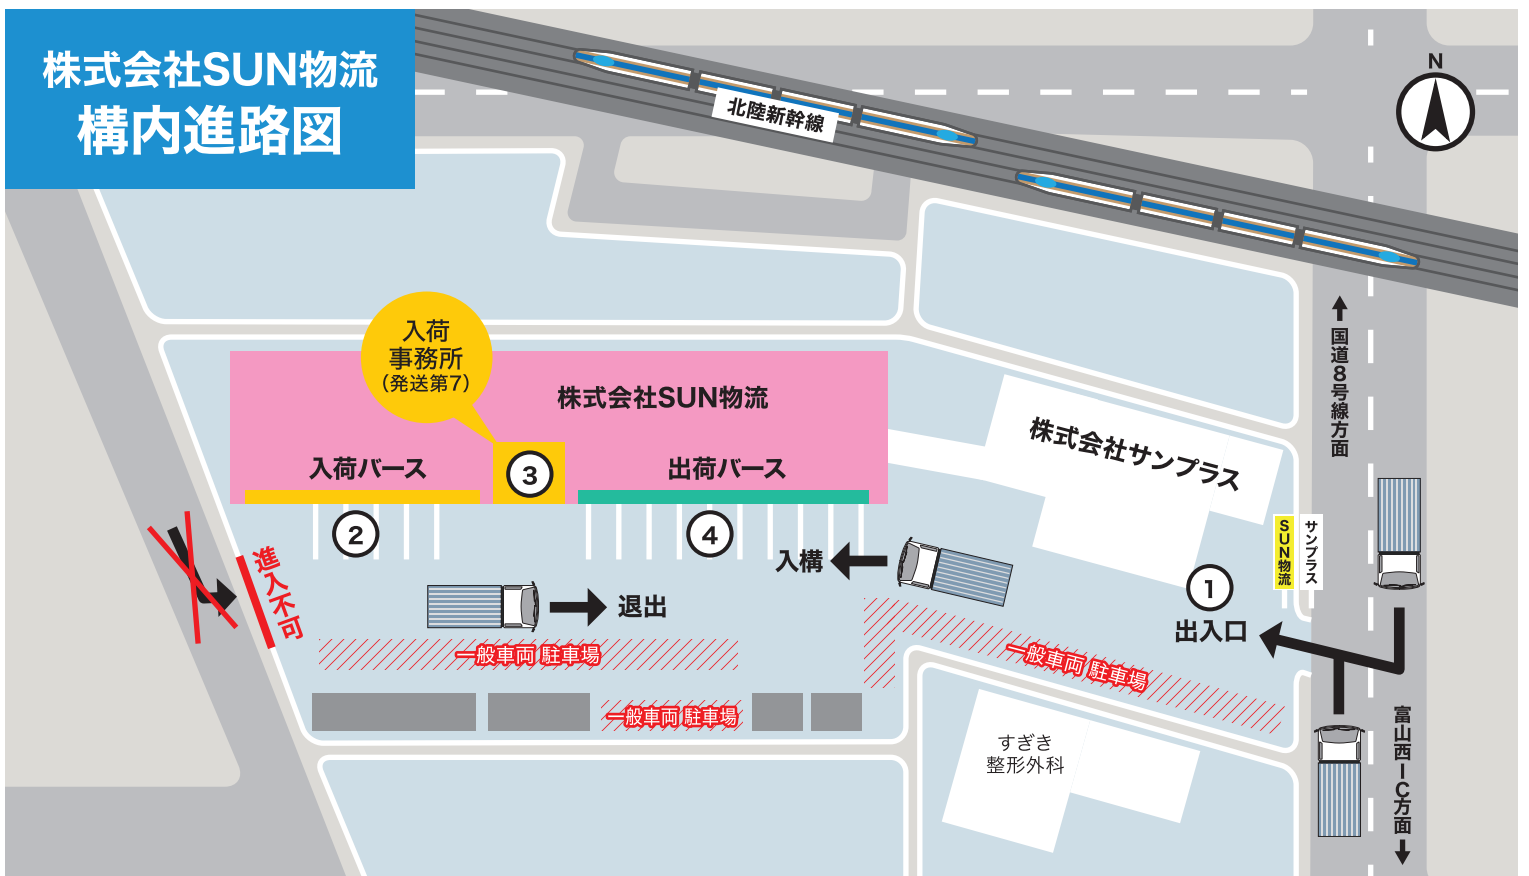 株式会社SUN物流
構内進路図
N
北陸新幹線
国道8号線方面
入荷
事務所
(発送第7)
株式会社SUN物流
入荷バース
3
出荷バース
株式会社サンプラス
2
4
入構
進入不可
SUN物流
サンプラス
1
出入口
退出
一般車両 駐車場
一般車両 駐車場
一般車両 駐車場
すぎき
整形外科
富山西IC方面